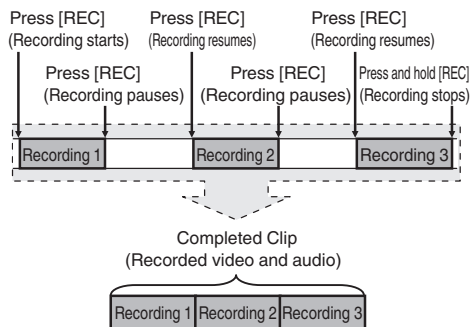 Press [REC] Press [REC] Press [REC]
(Recording starts) (Recording resumes) (Recording resumes)
Press [REC] Press [REC] Press and hold [REC]
(Recording pauses) (Recording pauses) (Recording stops)
Recording 1 Recording 2 Recording 3
Completed Clip
(Recorded video and audio)
Recording 1 Recording 2 Recording 3